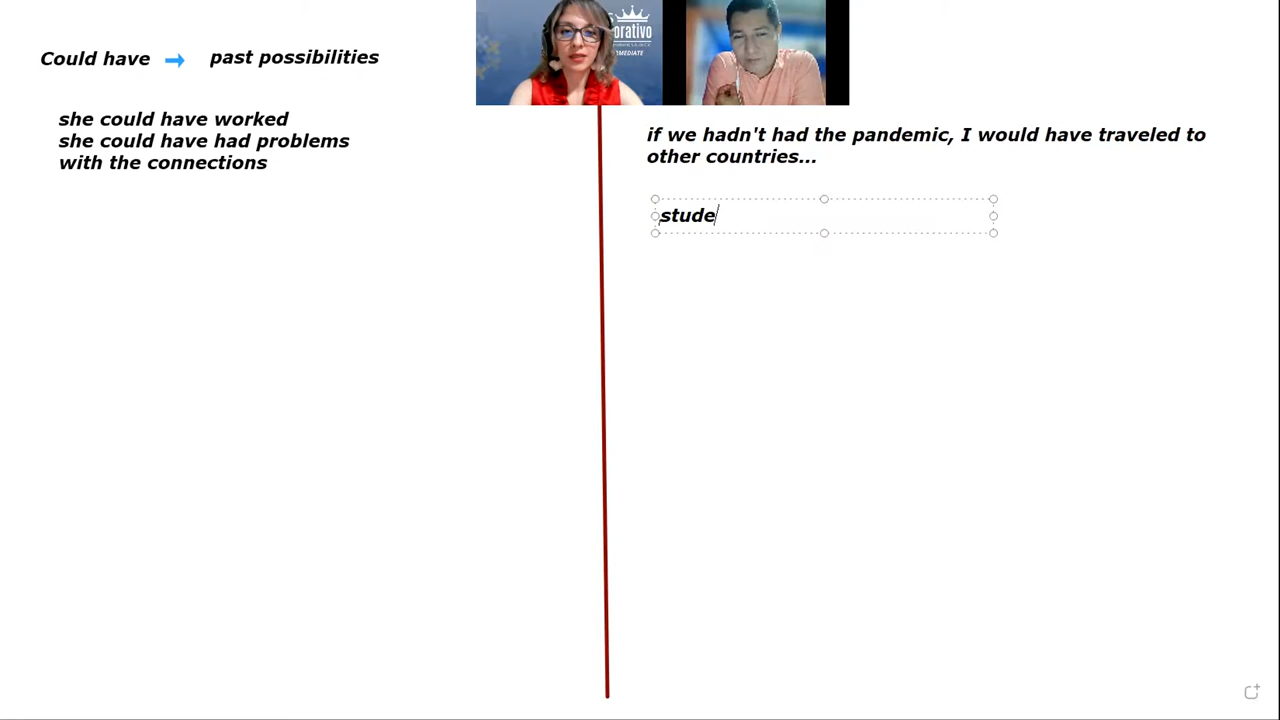 Could have
past possibilities
she could have worked
she could have had problems
with the connections
orativo
if we hadn't had the pandemic, I would have traveled to
other countries...
stude